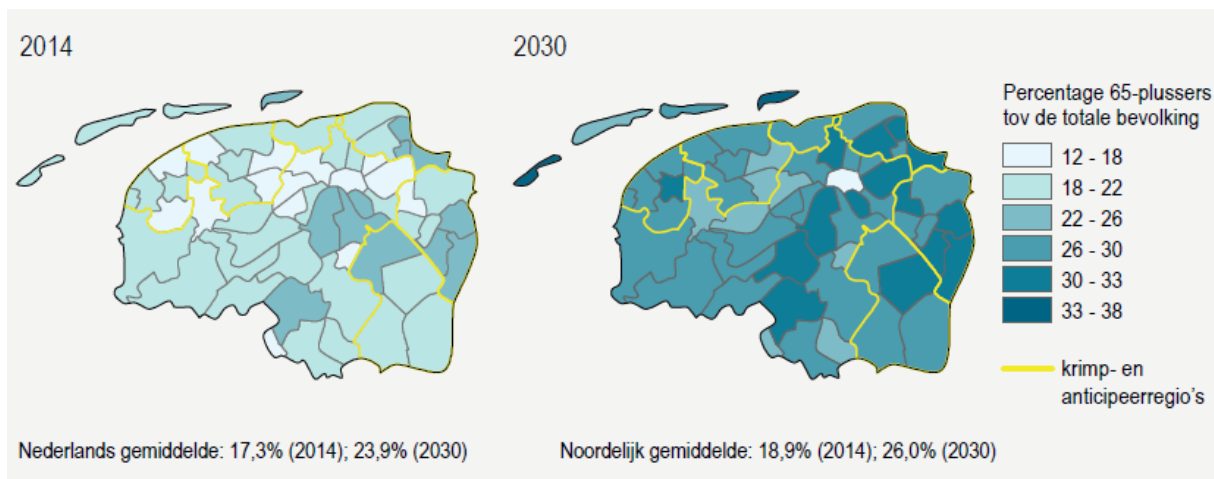 2014
2030
Percentage 65-plussers
tov de totale bevolking
12 - 18
18 - 22
22 - 26
26 - 30
30 - 33
33 - 38
krimp- en
anticipeerregio's
Nederlands gemiddelde: 17,3% (2014); 23,9% (2030)
Noordelijk gemiddelde: 18,9% (2014); 26,0% (2030)